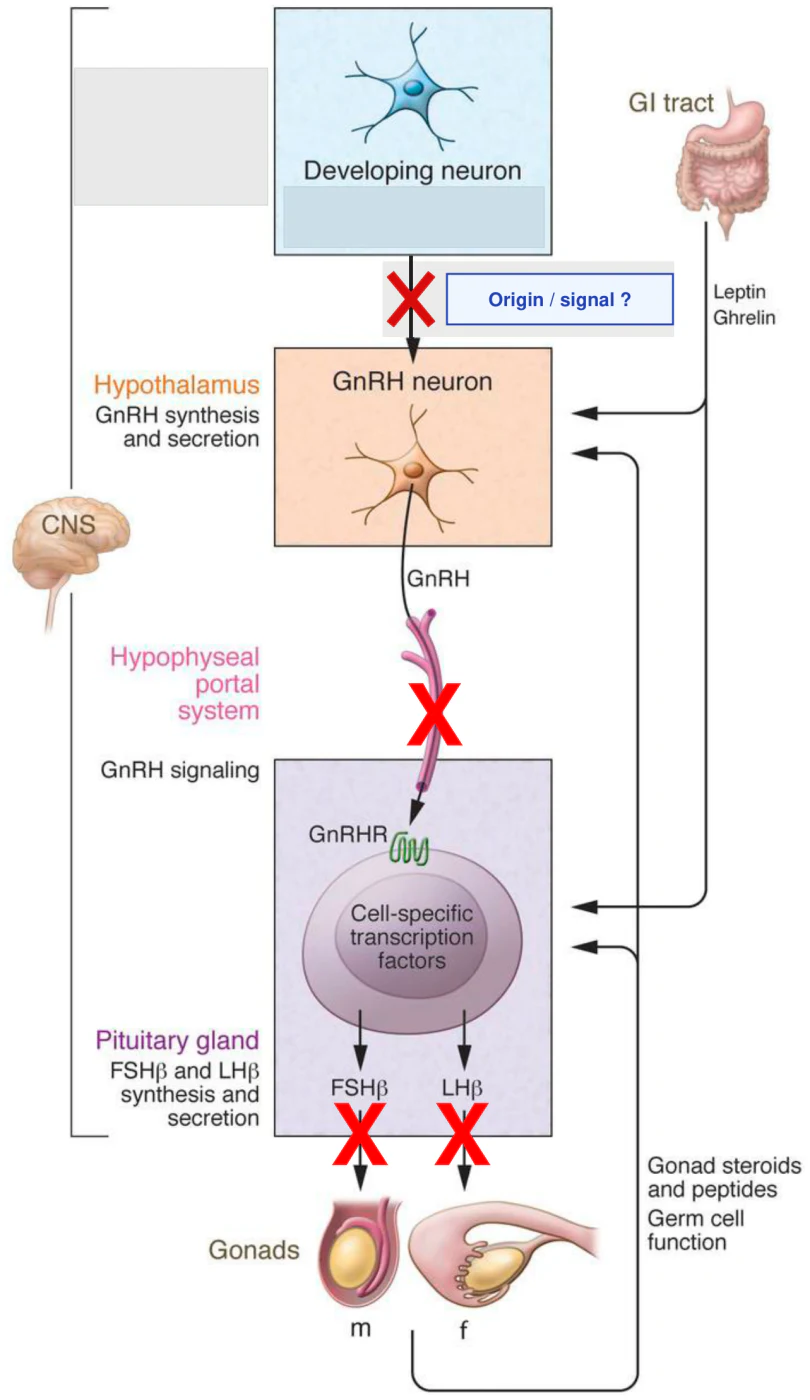 Developing neuron
GI tract
Origin / signal ?
Leptin
Ghrelin
Hypothalamus
GnRH synthesis
and secretion
GnRH neuron
CNS
GnRH
Hypophyseal
portal
system
GnRH signaling
GnRHR
Cell-specific
transcription
factors
Pituitary gland
FSHβ and LHβ
synthesis and
secretion
FSHβ
LHβ
Gonad steroids
and peptides
Germ cell
function
Gonads
m
f